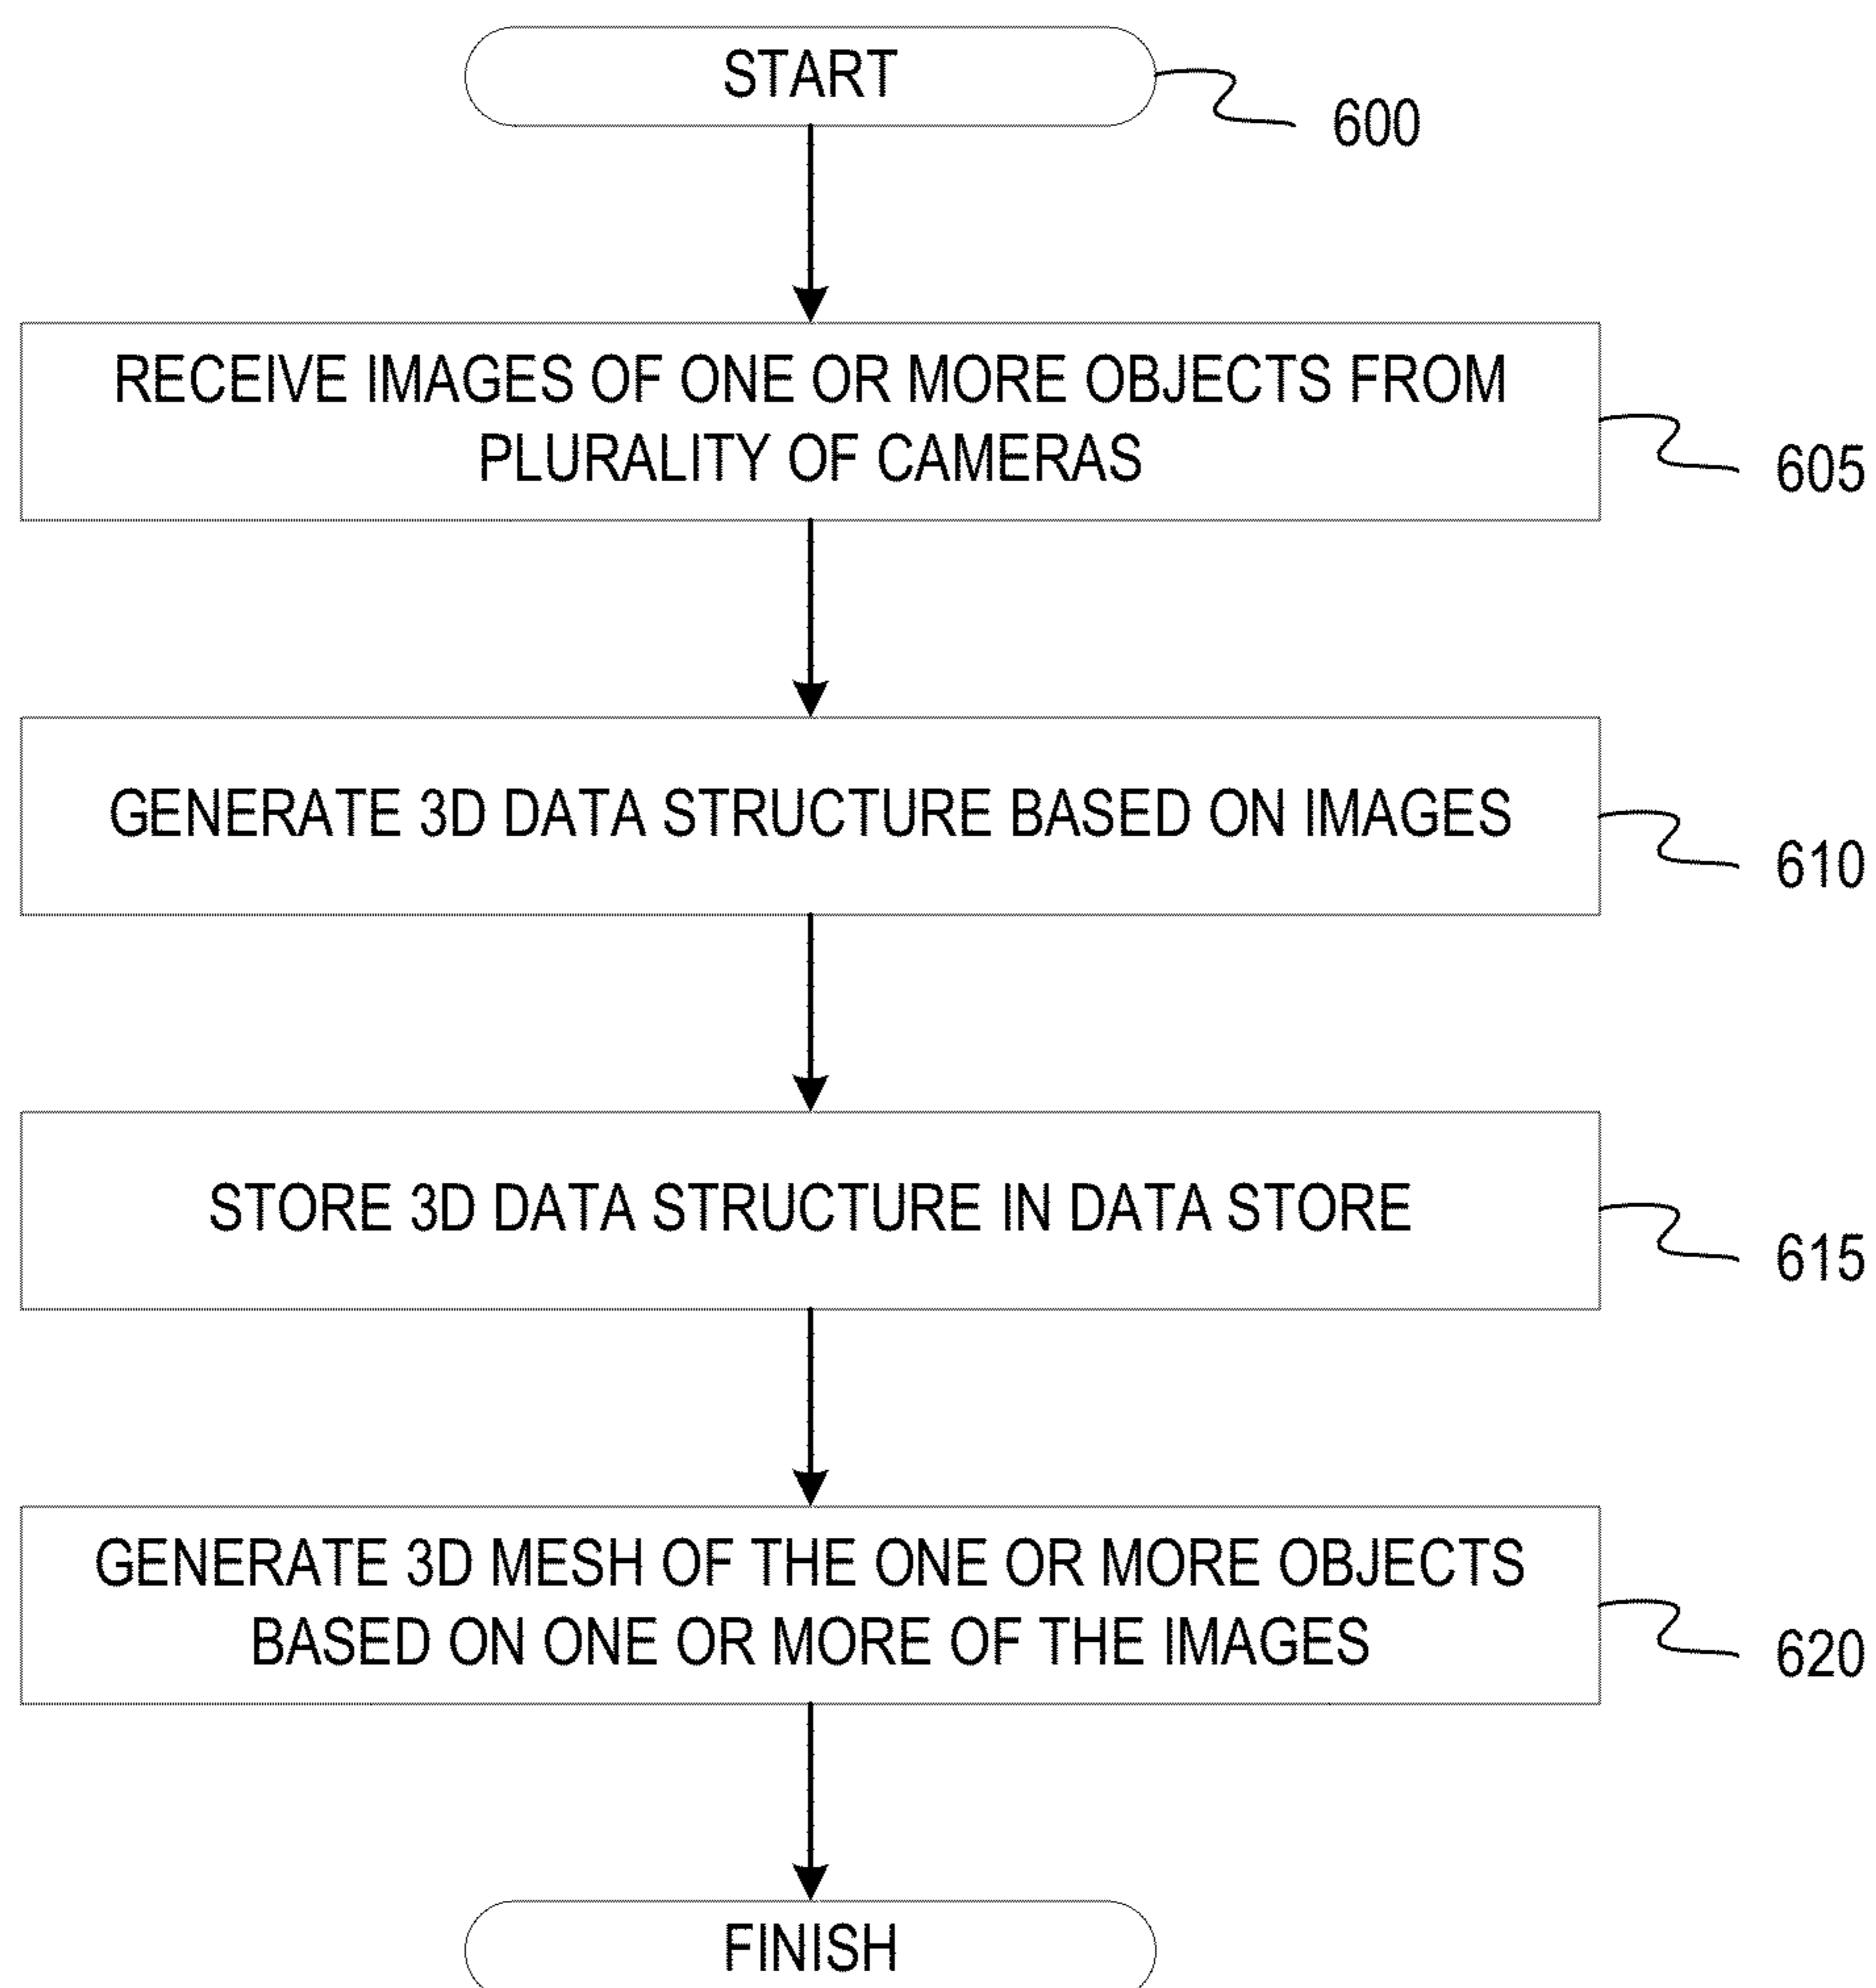 START
600
RECEIVE IMAGES OF ONE OR MORE OBJECTS FROM
PLURALITY OF CAMERAS
605
GENERATE 3D DATA STRUCTURE BASED ON IMAGES
610
STORE 3D DATA STRUCTURE IN DATA STORE
615
GENERATE 3D MESH OF THE ONE OR MORE OBJECTS
BASED ON ONE OR MORE OF THE IMAGES
620
FINISH